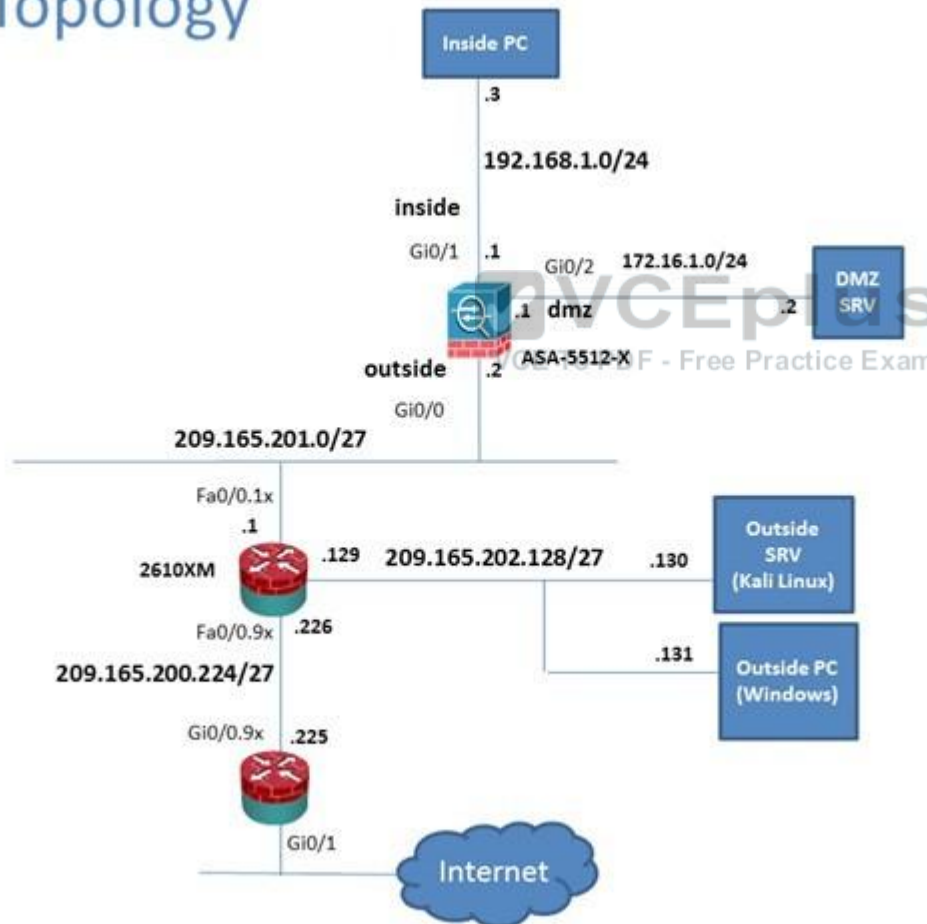 Topology
Inside PC
.3
192.168.1.0/24
inside
Gi0/1 .1
Gi0/2 172.16.1.0/24
DMZ
SRV
.1 dmz .2
VCEplus
ASA-5512-X
VCE To PDF - Free Practice Exam
outside .2
Gi0/0
209.165.201.0/27
Fa0/0.1x
.1
2610XM
.129 209.165.202.128/27 .130
Outside
SRV
(Kali Linux)
Fa0/0.9x .226
.131
Outside PC
(Windows)
209.165.200.224/27
Gi0/0.9x .225
Gi0/1
Internet